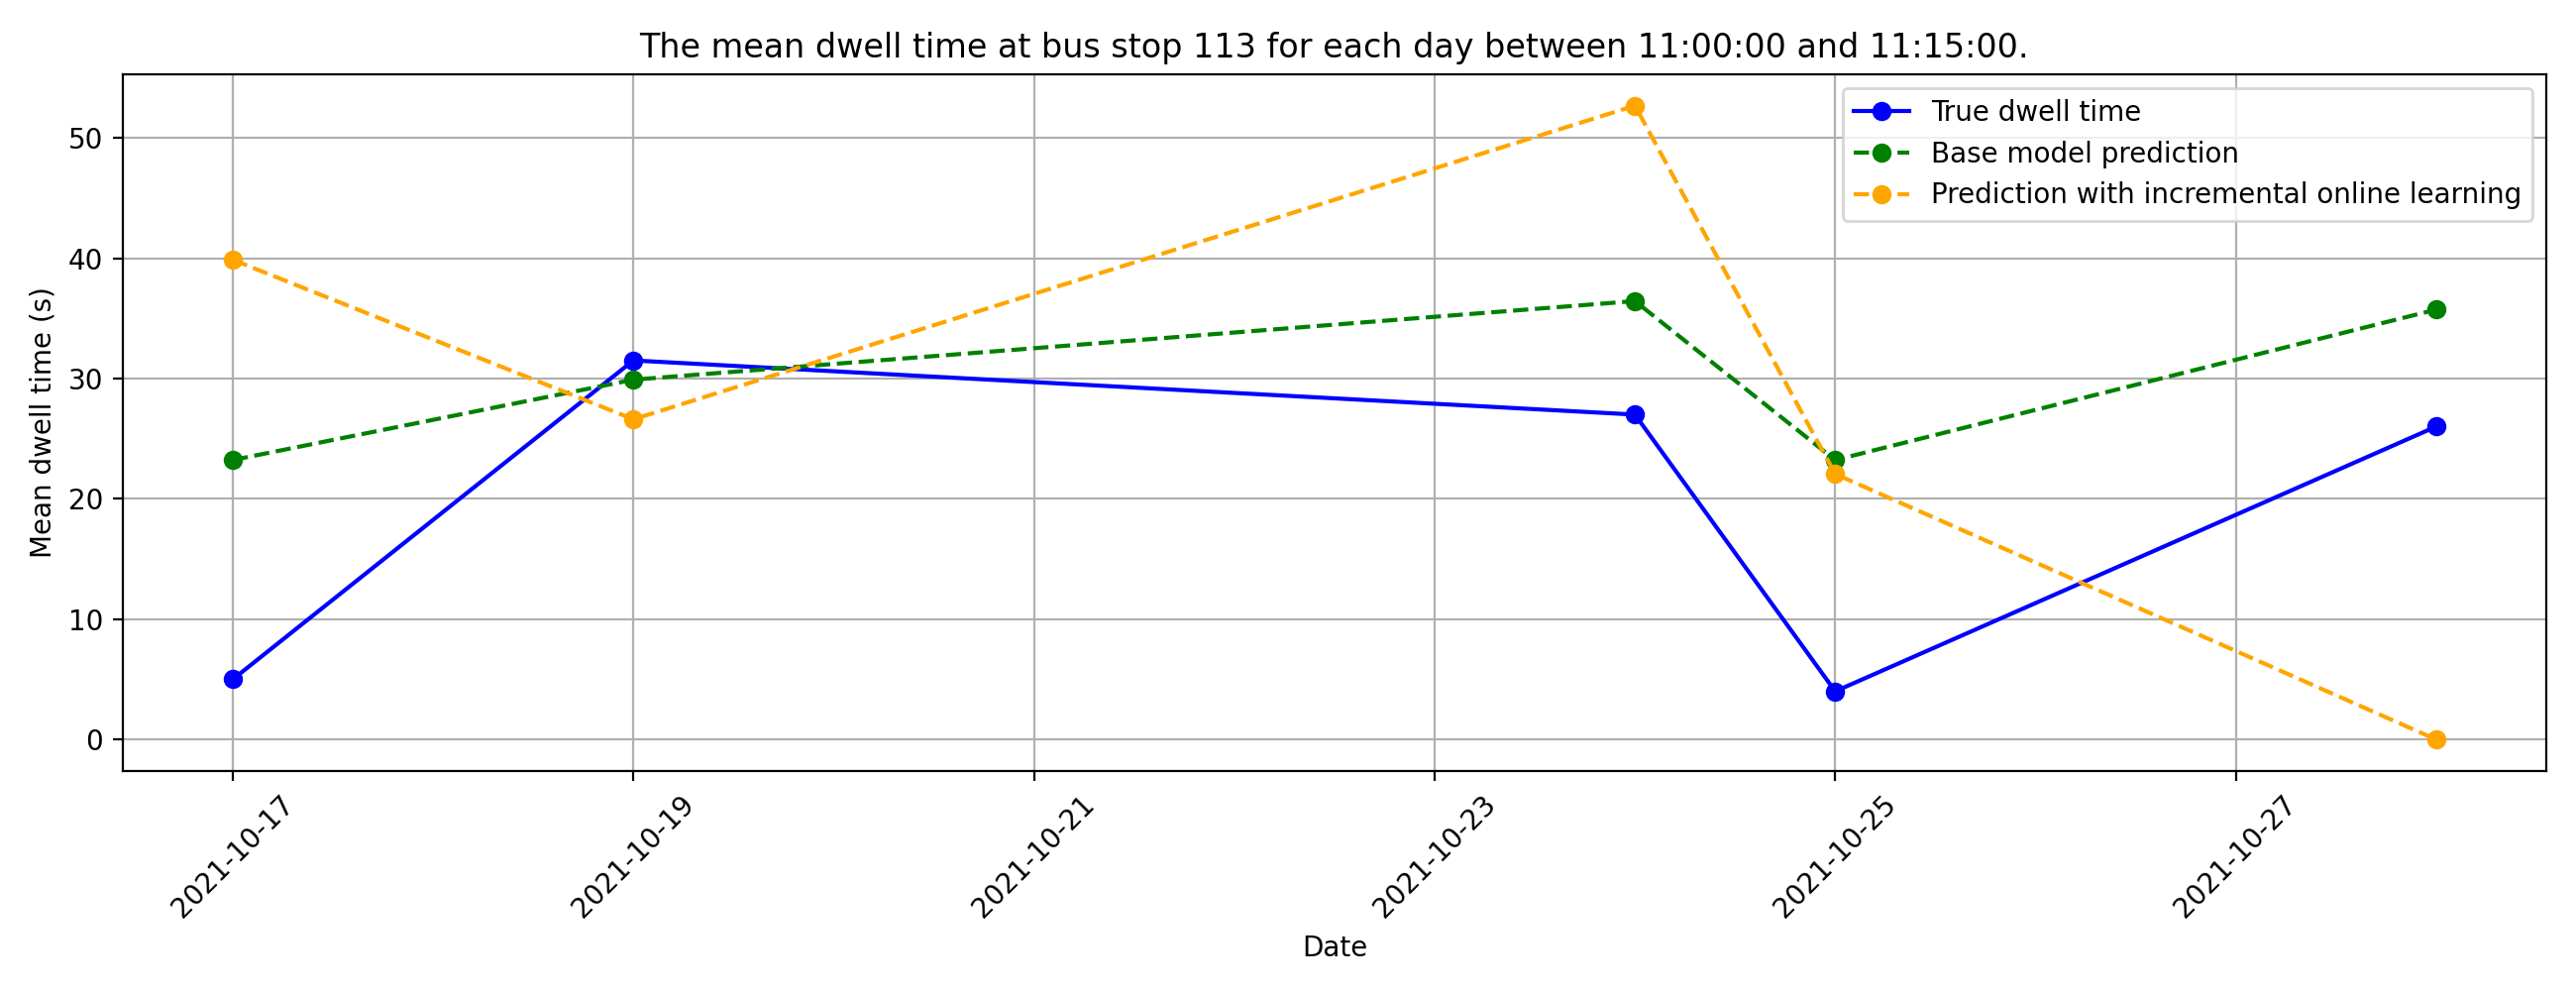 The mean dwell time at bus stop 113 for each day between 11:00:00 and 11:15:00.
True dwell time
Base model prediction
Prediction with incremental online learning
Mean dwell time (s)
50
40
30
20
10
0
2021-10-17
2021-10-19
2021-10-21
2021-10-23
2021-10-25
2021-10-27
Date